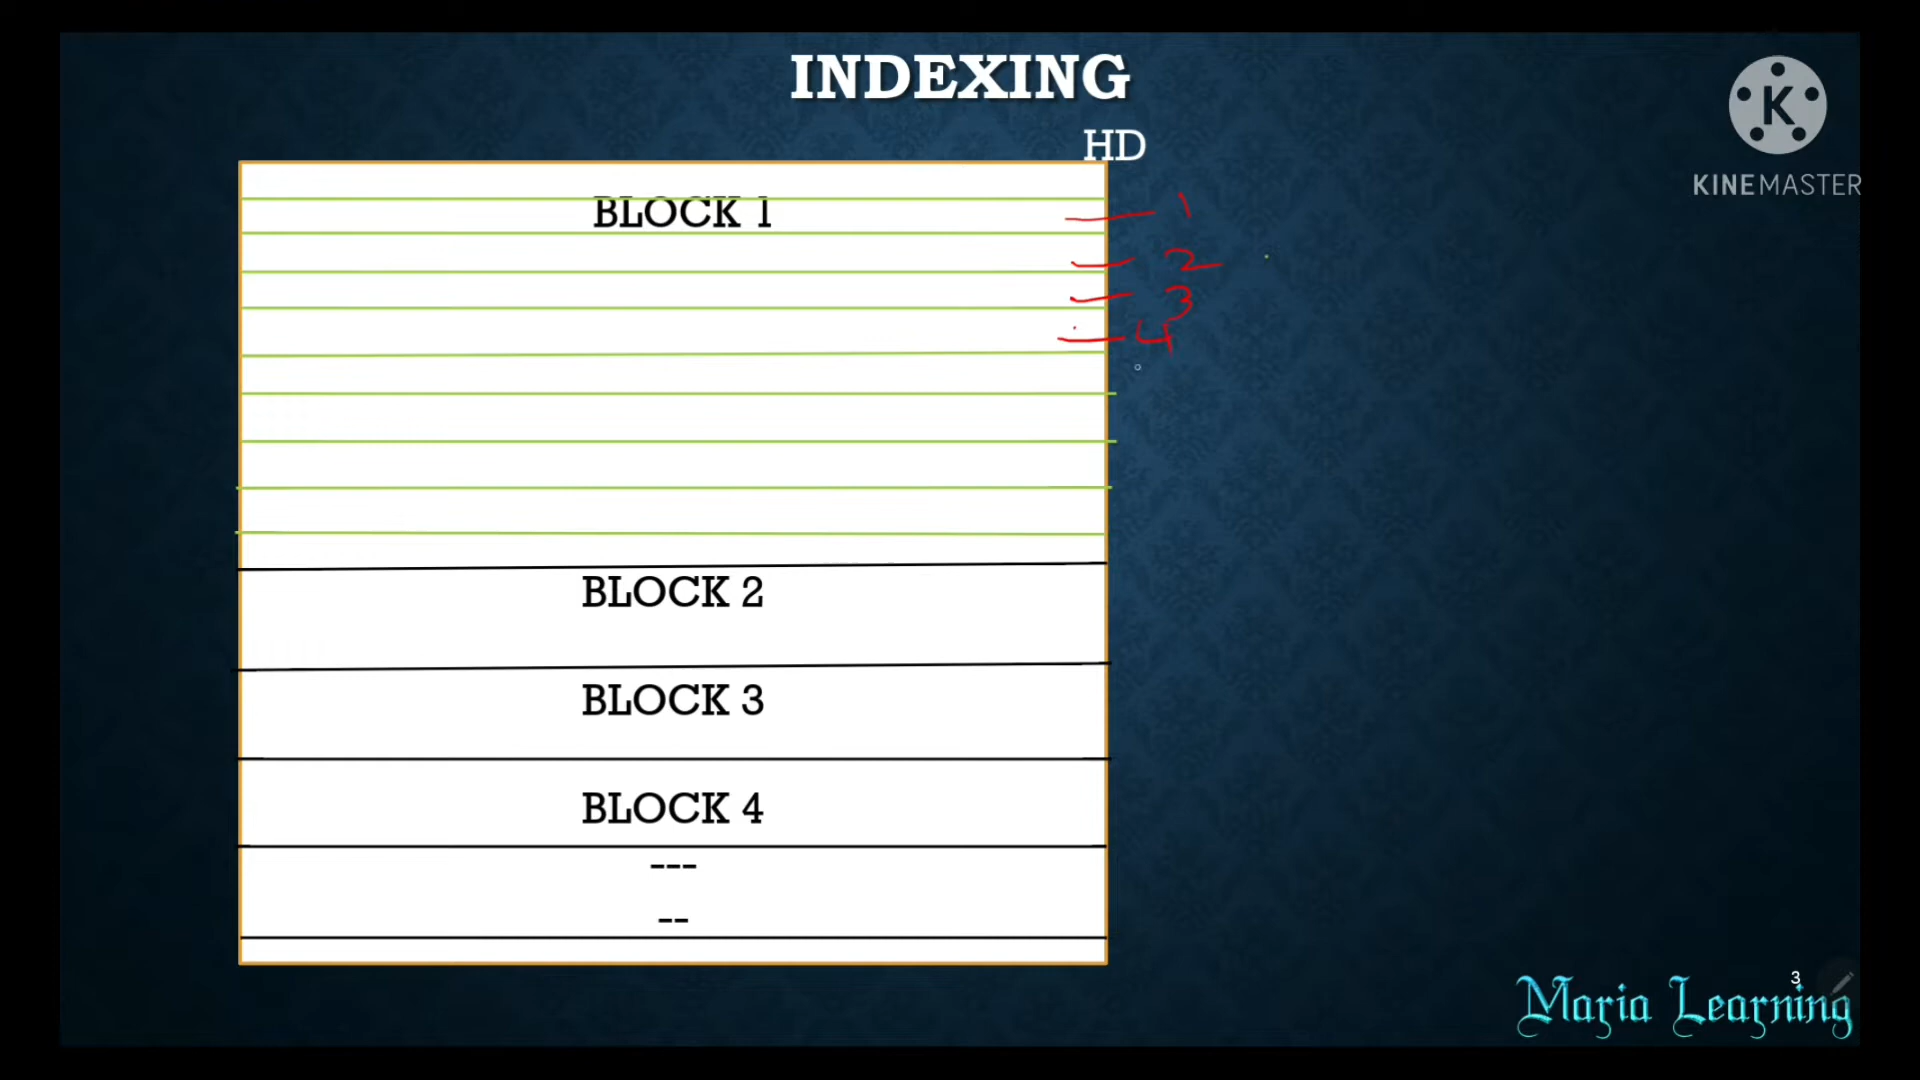 INDEXING
HD
K
KINEMASTER
BLOCK 1
1
2
3
4
BLOCK 2
BLOCK 3
BLOCK 4
---
--
3
Maria Learning